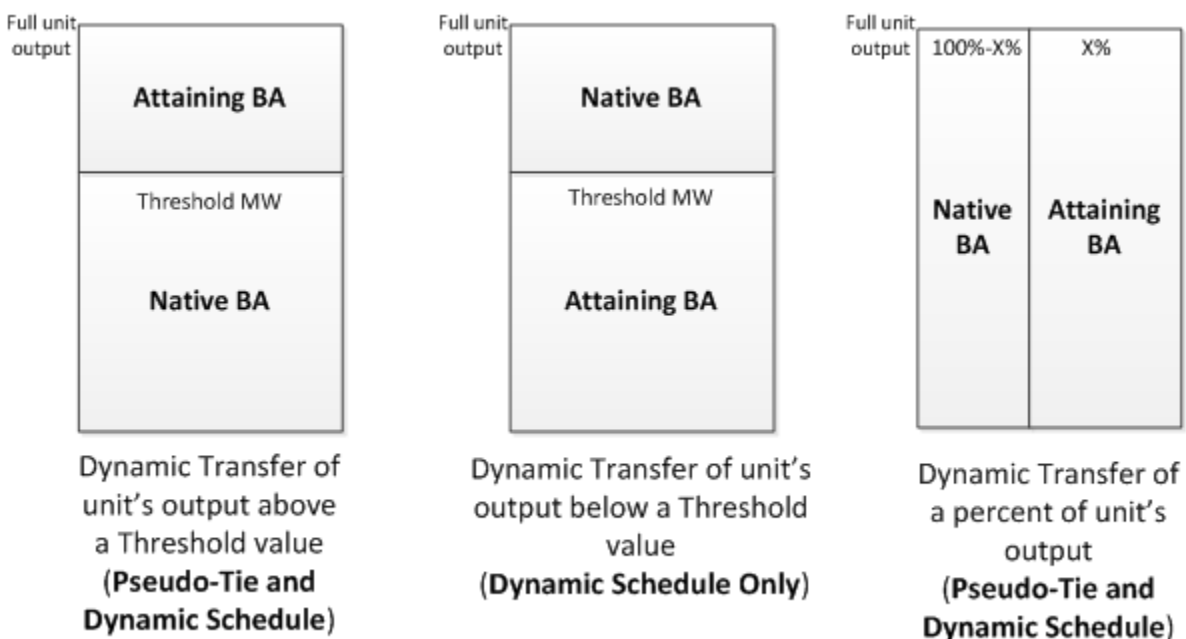 Full unit
output
Attaining BA
Threshold MW
Native BA
Dynamic Transfer of
unit's output above
a Threshold value
(Pseudo-Tie and
Dynamic Schedule)
Full unit
output
Native BA
Threshold MW
Attaining BA
Dynamic Transfer of unit's
output below a Threshold
value
(Dynamic Schedule Only)
Full unit
output
100%-X%
X%
Native
BA
Attaining
BA
Dynamic Transfer of
a percent of unit's
output
(Pseudo-Tie and
Dynamic Schedule)